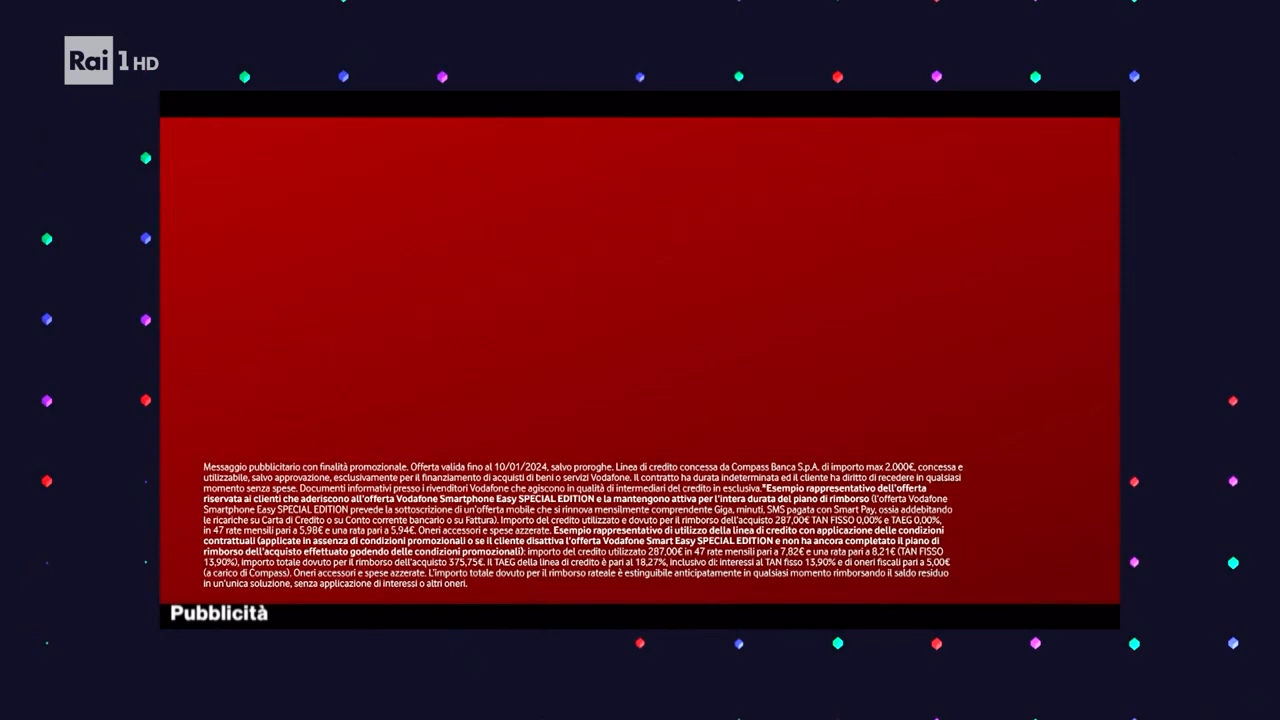 Rai 1 HD
Messaggio pubblicitario con finalità promozionale. Offerta valida fino al 10/01/2024, salvo proroghe. Linea di credito concessa da Compass Banca S.p.A. di importo max 2.000€, concessa e
utilizzabile, salvo approvazione, esclusivamente per il finanziamento di acquisti di beni o servizi Vodafone. Il contratto ha durata indeterminata ed il cliente ha diritto di recedere in qualsiasi
momento senza spese. Documenti informativi presso i rivenditori Vodafone che agiscono in qualità di intermediari del credito in esclusiva.*Esempio rappresentativo dell'offerta
riservata ai clienti che aderiscono all'offerta Vodafone Smartphone Easy SPECIAL EDITION e la mantengono attiva per l'intera durata del piano di rimborso (l'offerta Vodafone
Smartphone Easy SPECIAL EDITION prevede la sottoscrizione di un'offerta mobile che si rinnova mensilmente comprendente Giga, minuti, SMS pagata con Smart Pay, ossia addebitando
le ricariche su Carta di Credito o su Conto corrente bancario o su Fattura). Importo del credito utilizzato e dovuto per il rimborso dell'acquisto 287,00€ TAN FISSO 0,00% e TAEG 0,00%,
in 47 rate mensili pari a 5,98€ e una rata pari a 5,94€. Oneri accessori e spese azzerate. Esempio rappresentativo di utilizzo della linea di credito con applicazione delle condizioni
contrattuali (applicate in assenza di condizioni promozionali o se il cliente disattiva l'offerta Vodafone Smart Easy SPECIAL EDITION e non ha ancora completato il piano di
rimborso dell'acquisto effettuato godendo delle condizioni promozionali): importo del credito utilizzato 287,00€ in 47 rate mensili pari a 7,82€ e una rata pari a 8,21€ (TAN FISSO
13,90%), Importo totale dovuto per il rimborso dell'acquisto 375,75€. Il TAEG della linea di credito è pari al 18,27%, inclusivo di: interessi al TAN fisso 13,90% e di oneri fiscali pari a 5,00€
(a carico di Compass). Oneri accessori e spese azzerate. L'importo totale dovuto per il rimborso rateale è estinguibile anticipatamente in qualsiasi momento rimborsando il saldo residuo
in un'unica soluzione, senza applicazione di interessi o altri oneri.
Pubblicità